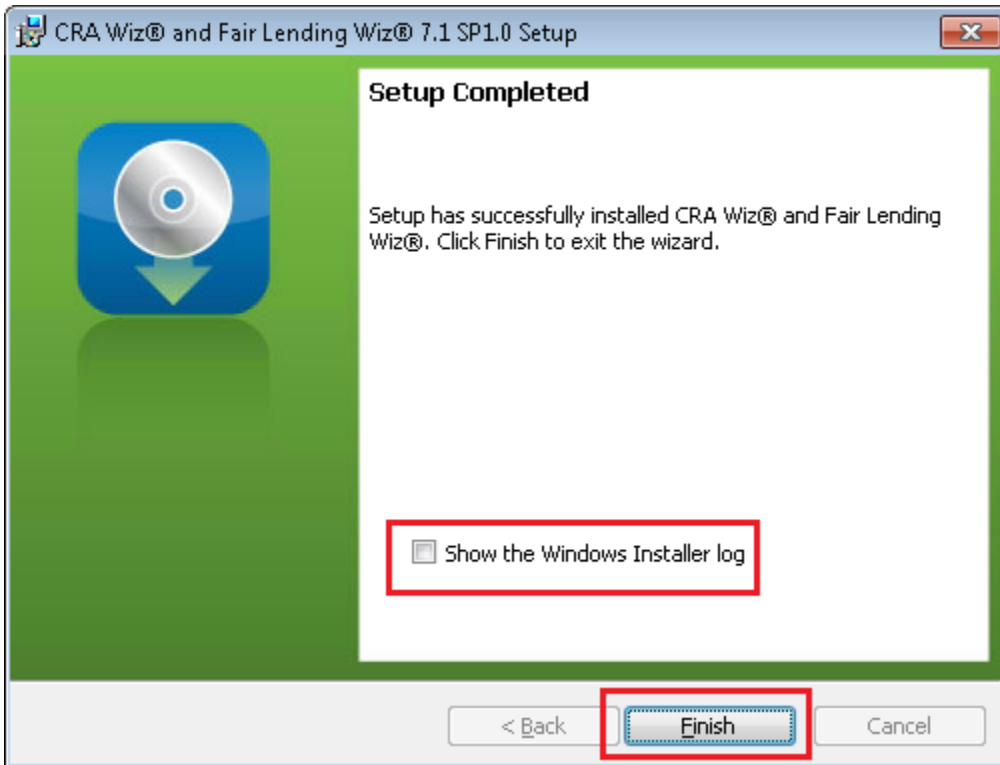 CRA Wiz® and Fair Lending Wiz® 7.1 SP1.0 Setup
Setup Completed
Setup has successfully installed CRA Wiz® and Fair Lending
Wiz®. Click Finish to exit the wizard.
Show the Windows Installer log
< Back
Finish
Cancel